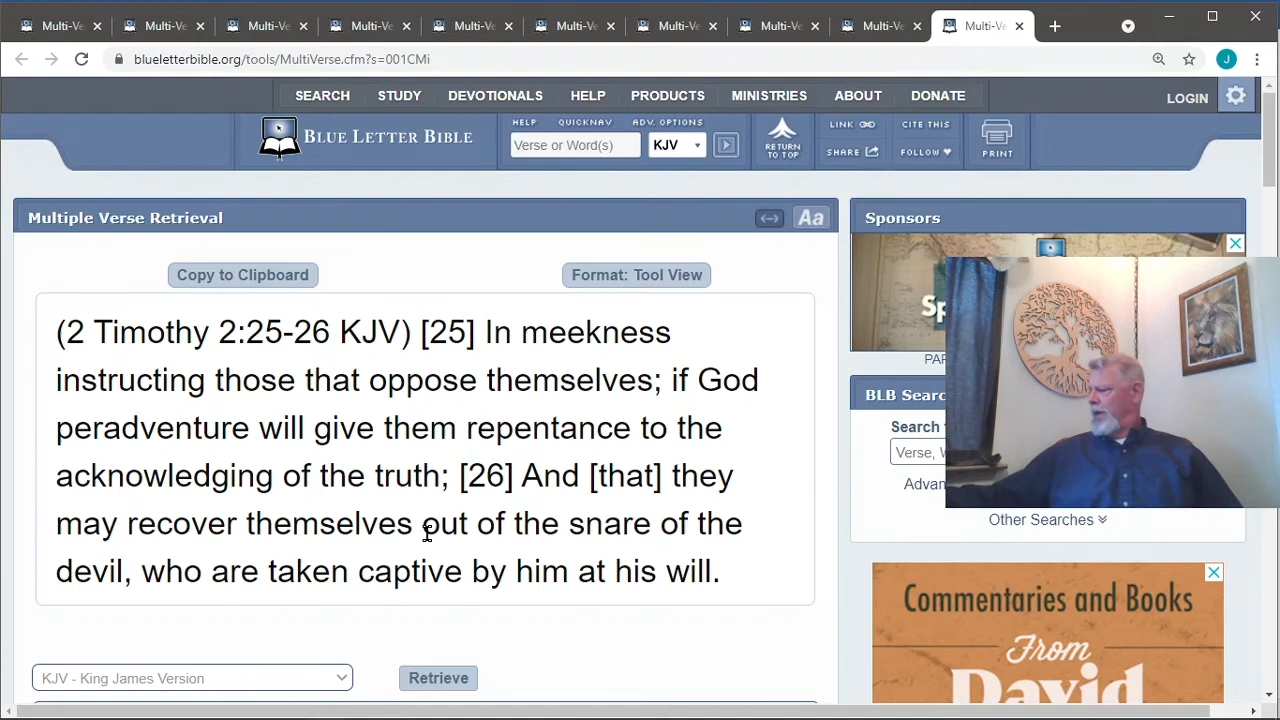 Multi-Ve
Multi-Ve
Multi-Ve
Multi-Ve
Multi-Ve
Multi-Ve
Multi-Ve
Multi-Ve
Multi-Ve
Multi-Ve
blueletterbible.org/tools/MultiVerse.cfm?s=001CMi
J
SEARCH STUDY DEVOTIONALS HELP PRODUCTS MINISTRIES ABOUT DONATE
LOGIN
BLUE LETTER BIBLE
HELP QUICKNAV ADV. OPTIONS
Verse or Word(s)
KJV
RETURN
TO TOP
LINK
CITE THIS
SHARE
FOLLOW
PRINT
Multiple Verse Retrieval
Aa
Copy to Clipboard
Format: Tool View
(2 Timothy 2:25-26 KJV) [25] In meekness
instructing those that oppose themselves; if God
peradventure will give them repentance to the
acknowledging of the truth; [26] And [that] they
may recover themselves out of the snare of the
devil, who are taken captive by him at his will.
KJV - King James Version
Retrieve
Sponsors
Sp
PAR
BLB Searc
Search
Verse, W
Advan
Other Searches
Commentaries and Books
From
David